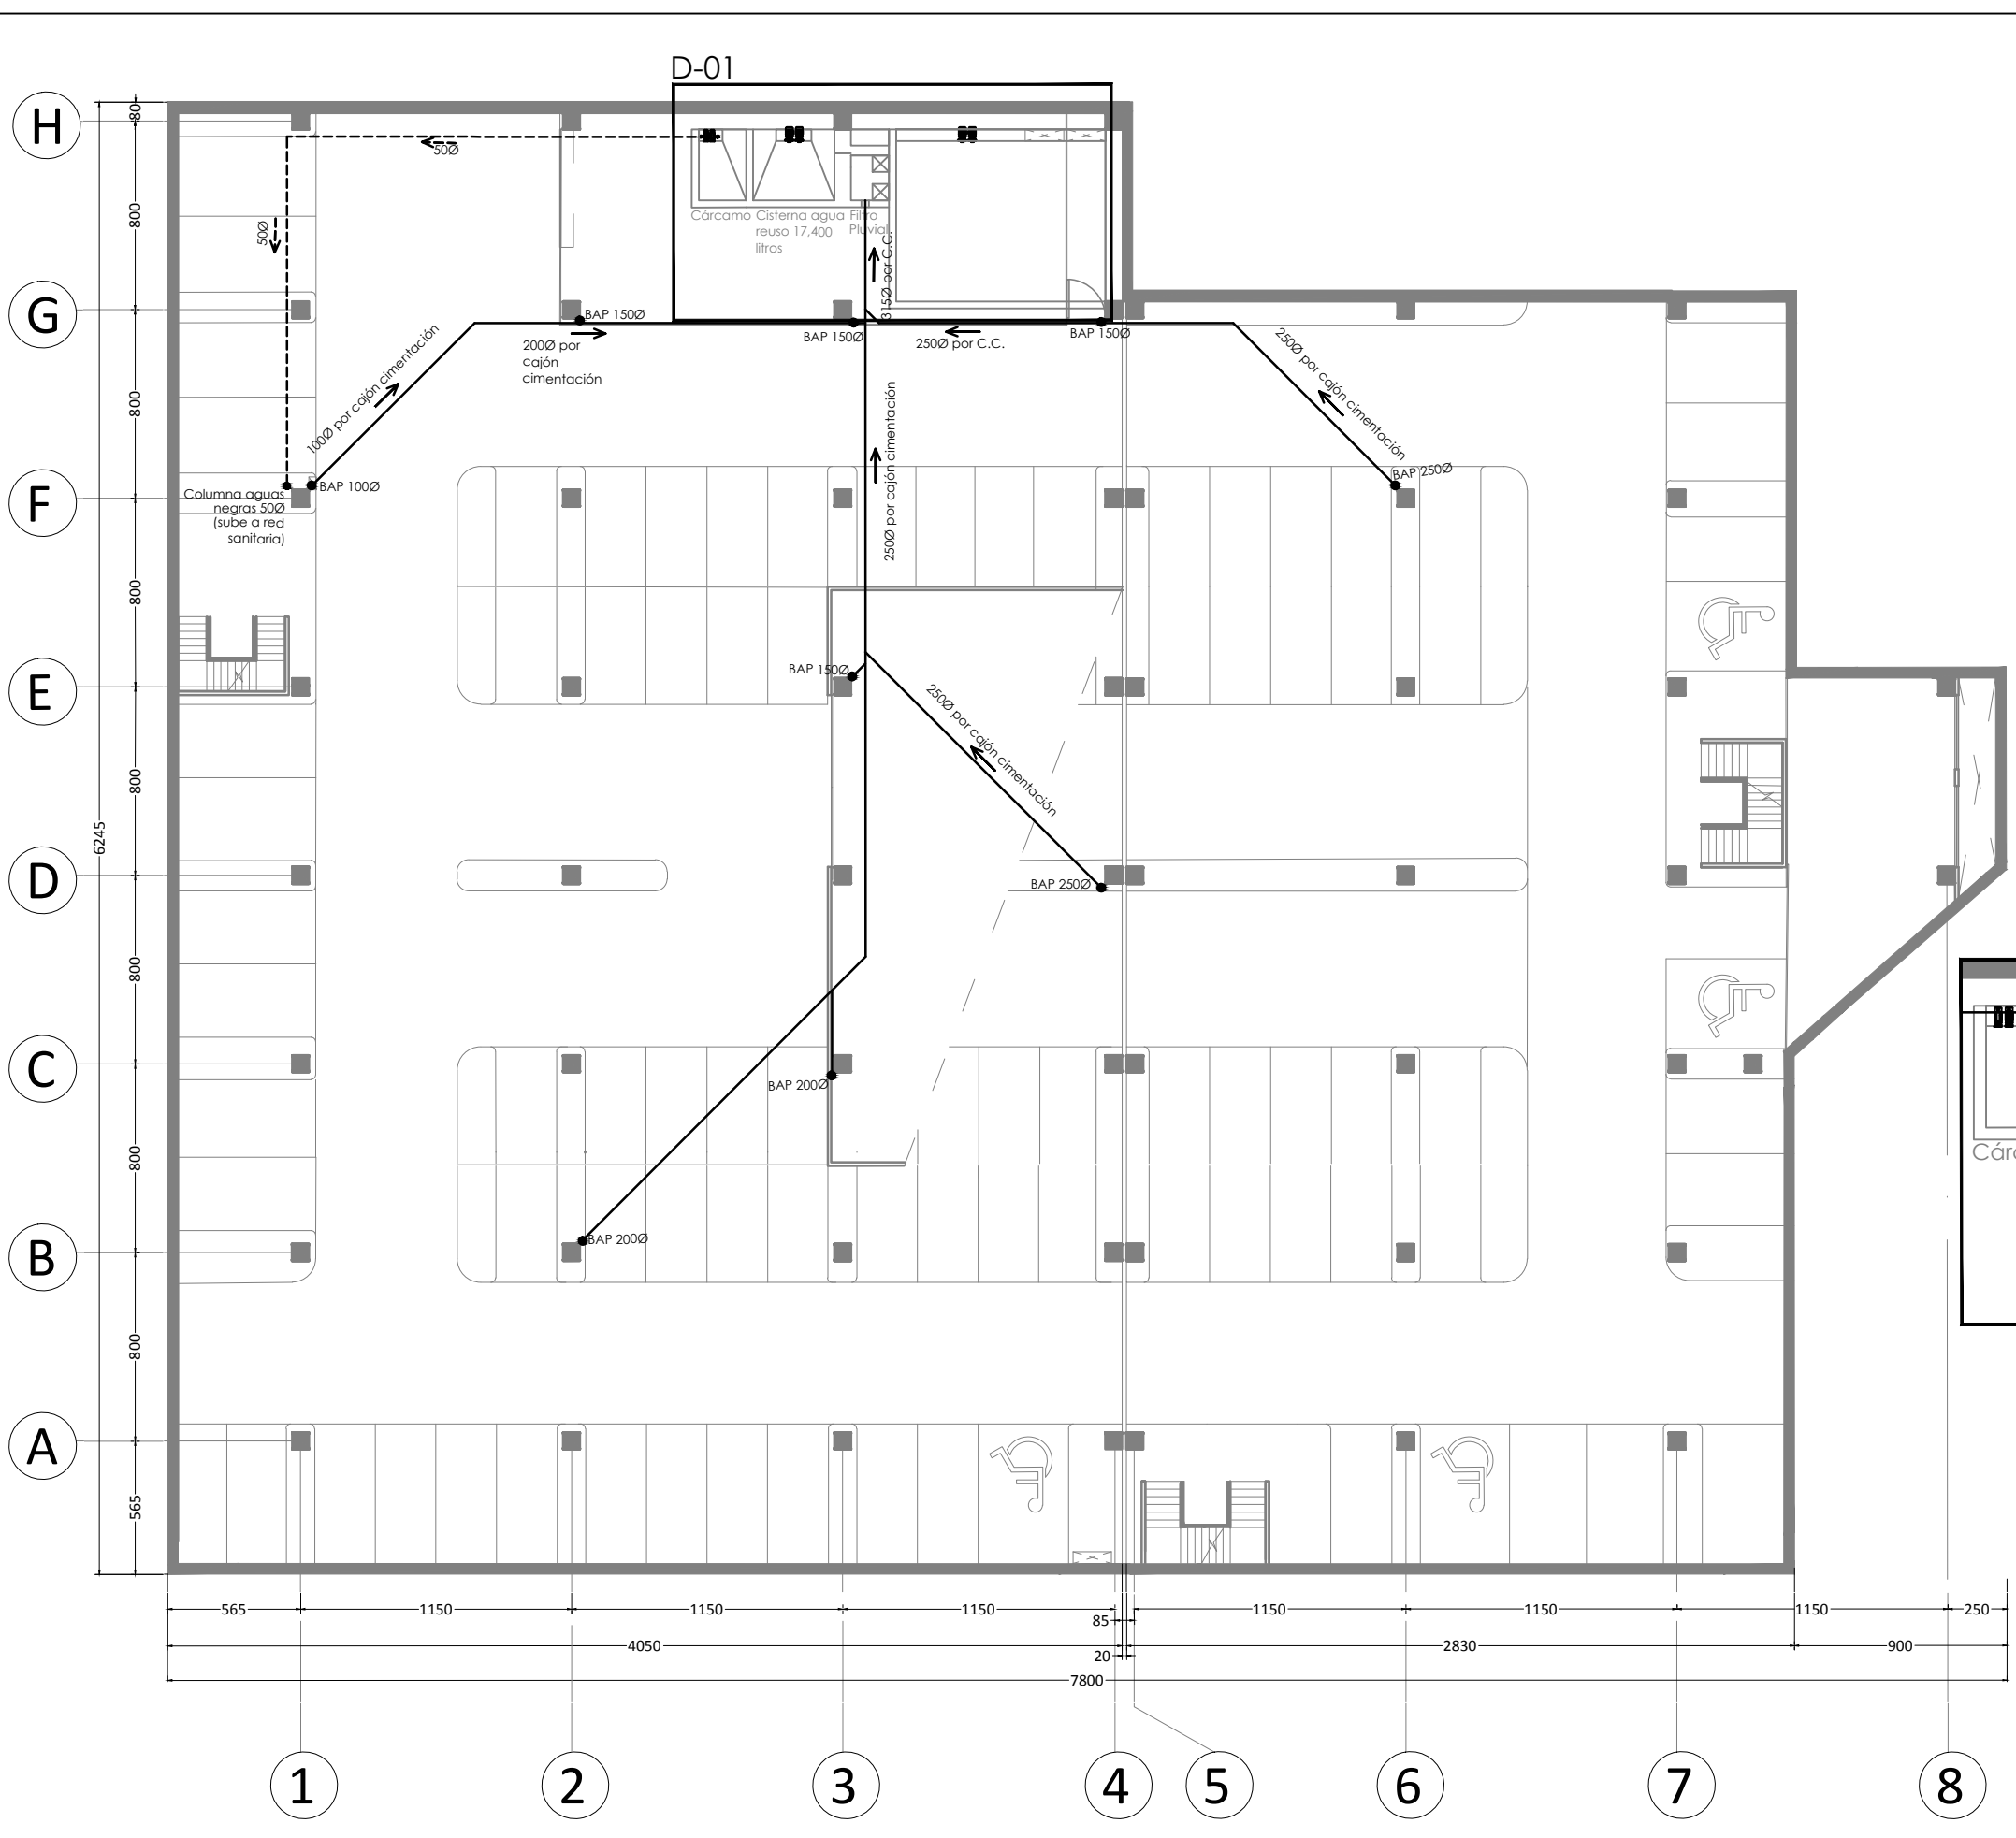 D-01
H
80
50Ø
50Ø
800
Cárcamo
Cisterna agua
reuso 17,400
litros
Filtro
Pluvial
315Ø por C.C.
G
BAP 150Ø
BAP 150Ø
BAP 150Ø
200Ø por
cajón
cimentación
250Ø por C.C.
100Ø por cajón cimentación
250Ø por cajón cimentación
250Ø por cajón cimentación
800
F
BAP 100Ø
BAP 250Ø
Columna aguas
negras 50Ø
(sube a red
sanitaria)
800
E
BAP 150Ø
250Ø por cajón cimentación
800
6245
D
BAP 250Ø
800
C
BAP 200Ø
Cárc
800
B
BAP 200Ø
800
A
565
565
1150
1150
1150
85
1150
1150
1150
250
4050
20
2830
900
7800
1
2
3
4
5
6
7
8